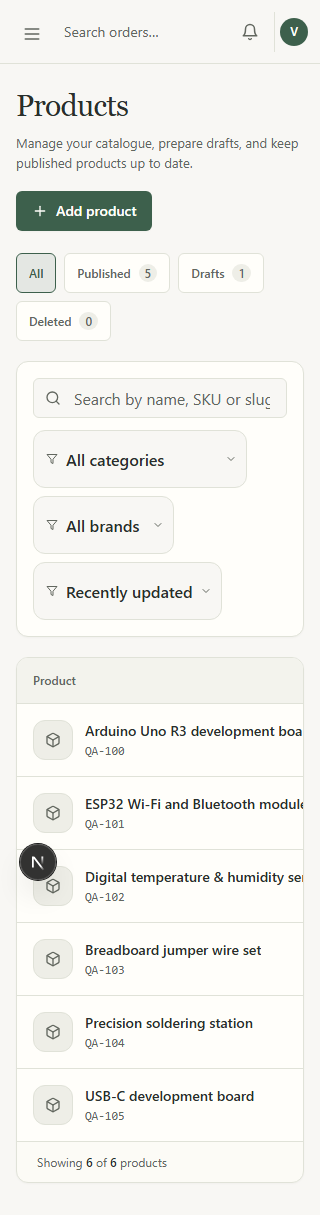 Search orders...
V
Products
Manage your catalogue, prepare drafts, and keep
published products up to date.
+ Add product
All
Published 5
Drafts 1
Deleted 0
Search by name, SKU or slug
All categories
All brands
Recently updated
Product
Arduino Uno R3 development boa
QA-100
ESP32 Wi-Fi and Bluetooth module
QA-101
N
Digital temperature & humidity se
QA-102
Breadboard jumper wire set
QA-103
Precision soldering station
QA-104
USB-C development board
QA-105
Showing 6 of 6 products